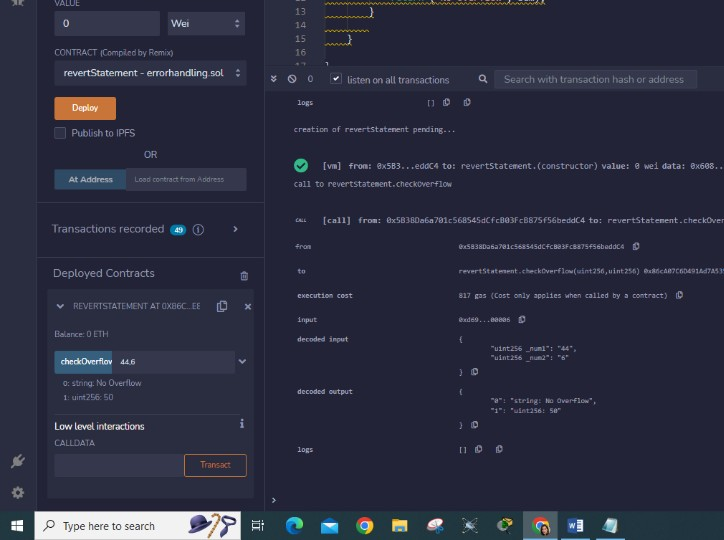 VALUE
0
Wei
CONTRACT (Compiled by Remix)
revertStatement - errorhandling.sol
Deploy
Publish to IPFS
OR
At Address
Load contract from Address
Transactions recorded 49 i
Deployed Contracts
REVERTSTATEMENT AT 0X86C...EE
Balance: 0 ETH
checkOverflow
44,6
0: string: No Overflow
1: uint256: 50
Low level interactions
CALLDATA
Transact
13 }
14
15 }
16
17 }
0
listen on all transactions
Search with transaction hash or address
logs []
creation of revertStatement pending...
[vm] from: 0x5B3...eddC4 to: revertStatement.(constructor) value: 0 wei data: 0x608..
call to revertStatement.checkOverflow
CALL [call] from: 0x5B38Da6a701c568545dCfcB03FcB875f56beddC4 to: revertStatement.checkOver
from 0x5B38Da6a701c568545dCfcB03FcB875f56beddC4
to revertStatement.checkOverflow(uint256,uint256)
execution cost 817 gas (Cost only applies when called by a contract)
input 0xd69...00006
decoded input {
"uint256 _num1": "44",
"uint256 _num2": "6"
}
decoded output {
"0": "string: No Overflow",
"1": "uint256: 50"
}
logs []
>
Type here to search